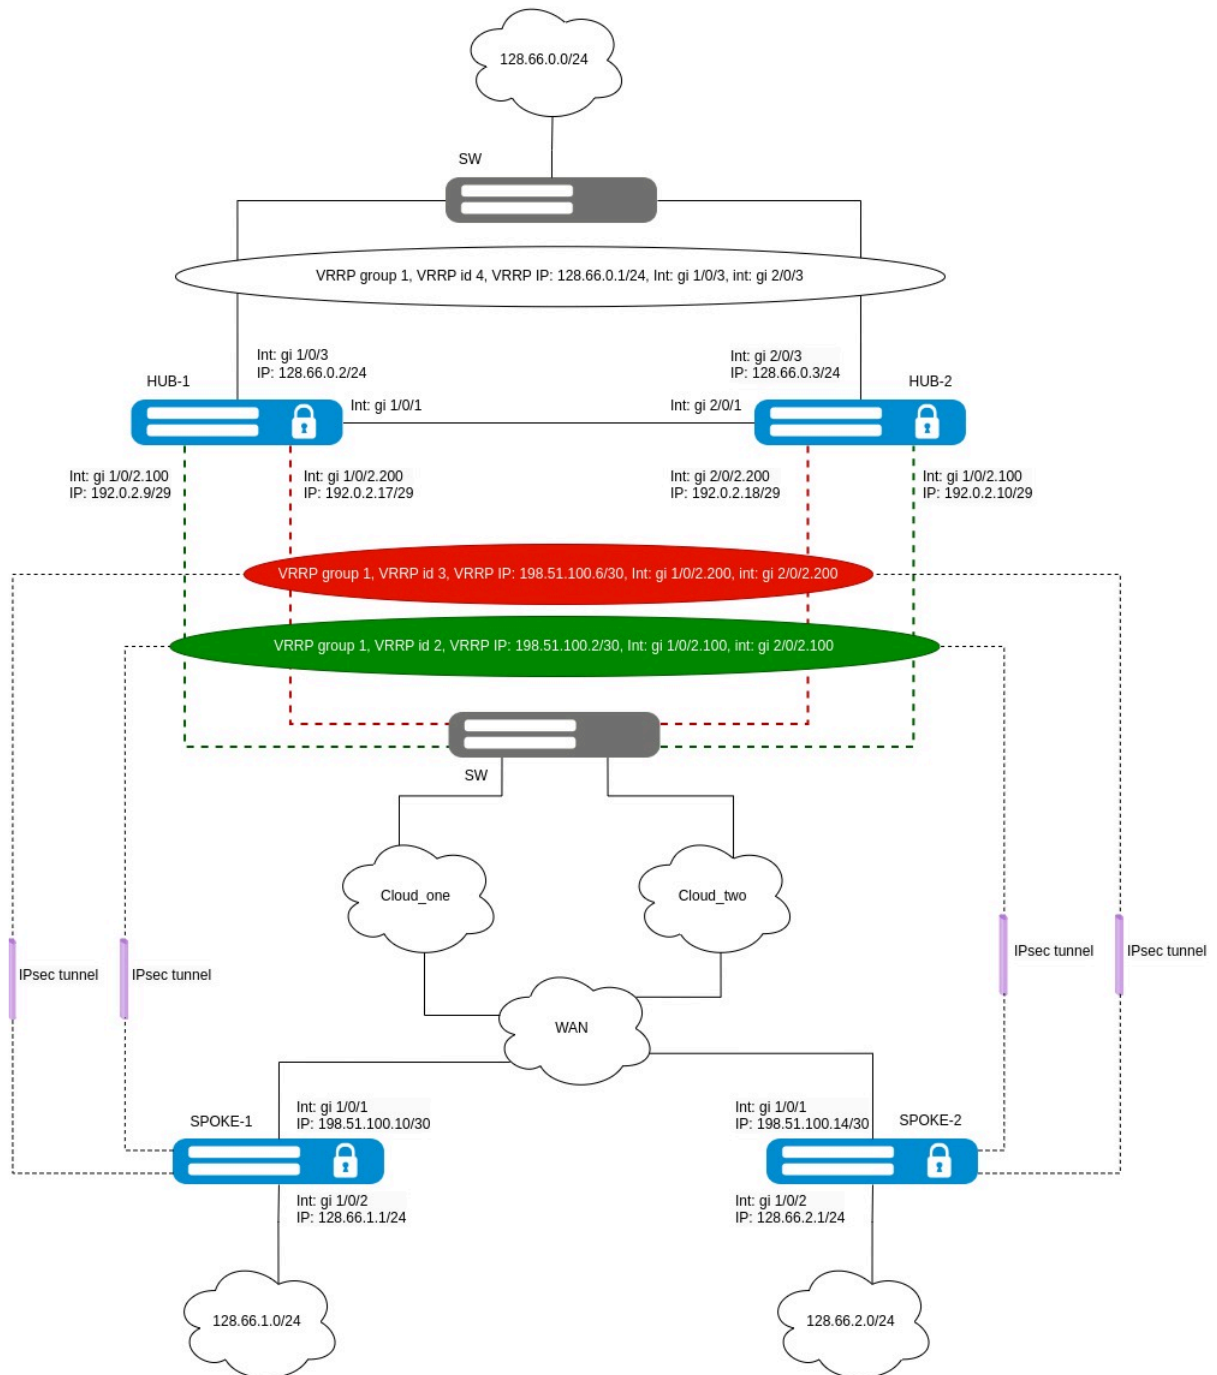 128.66.0.0/24
SW
VRRP group 1, VRRP id 4, VRRP IP: 128.66.0.1/24, Int: gi 1/0/3, int: gi 2/0/3
Int: gi 1/0/3
IP: 128.66.0.2/24
Int: gi 2/0/3
IP: 128.66.0.3/24
HUB-1
HUB-2
Int: gi 1/0/1
Int: gi 2/0/1
Int: gi 1/0/2.100
IP: 192.0.2.9/29
Int: gi 1/0/2.200
IP: 192.0.2.17/29
Int: gi 2/0/2.200
IP: 192.0.2.18/29
Int: gi 1/0/2.100
IP: 192.0.2.10/29
VRRP group 1, VRRP id 3, VRRP IP: 198.51.100.6/30, Int: gi 1/0/2.200, int: gi 2/0/2.200
VRRP group 1, VRRP id 2, VRRP IP: 198.51.100.2/30, Int: gi 1/0/2.100, int: gi 2/0/2.100
SW
Cloud_one
Cloud_two
IPsec tunnel
IPsec tunnel
IPsec tunnel
IPsec tunnel
WAN
SPOKE-1
Int: gi 1/0/1
IP: 198.51.100.10/30
Int: gi 1/0/1
IP: 198.51.100.14/30
SPOKE-2
Int: gi 1/0/2
IP: 128.66.1.1/24
Int: gi 1/0/2
IP: 128.66.2.1/24
128.66.1.0/24
128.66.2.0/24